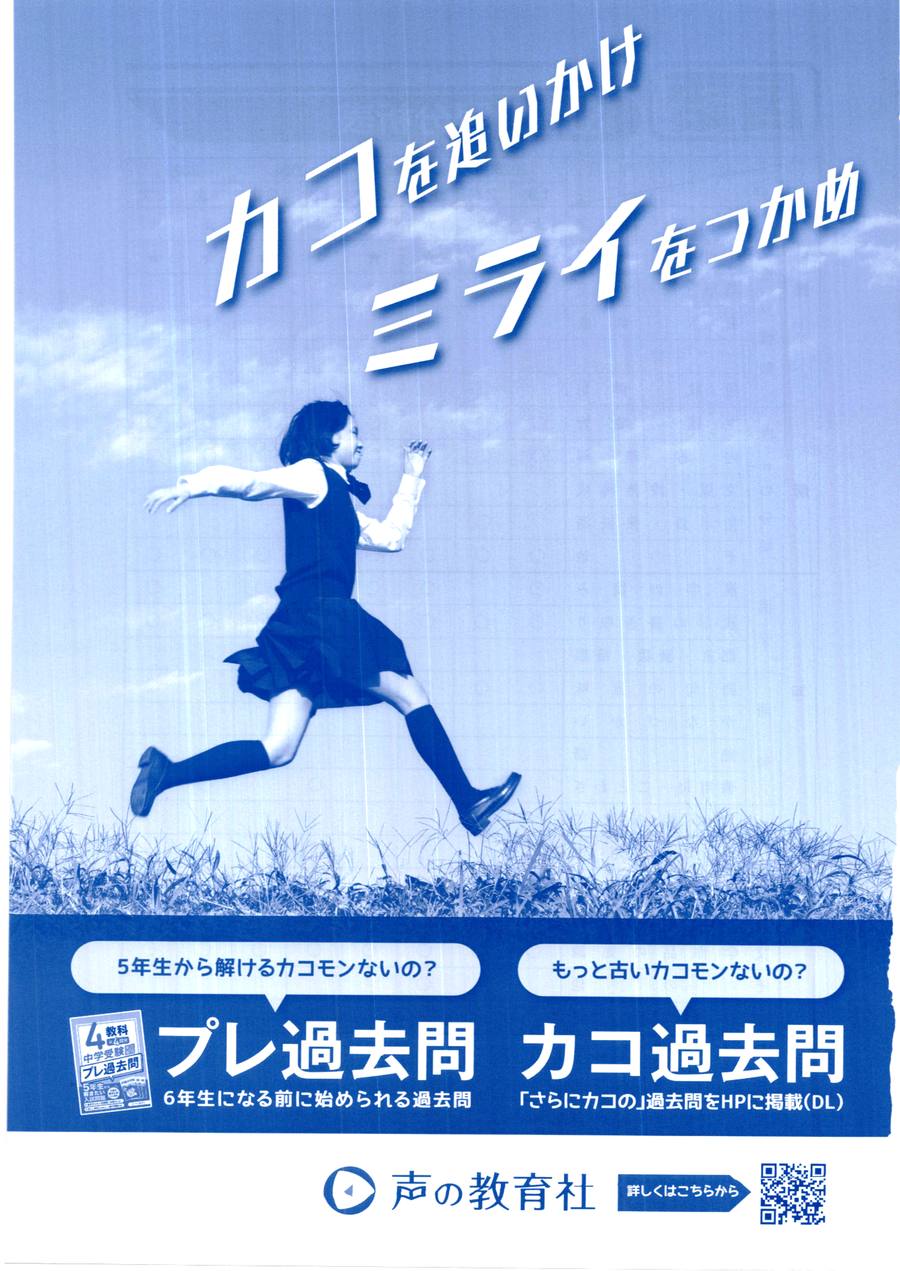 カコを追いかけ
ミライをつかめ
5年生から解けるカコモンないの?
プレ過去問
6年生になる前に始められる過去問
4教科
中学受験
プレ過去問
5年生
もっと古いカコモンないの?
カコ過去問
「さらにカコの」過去問をHPに掲載(DL)
声の教育社
詳しくはこちらから